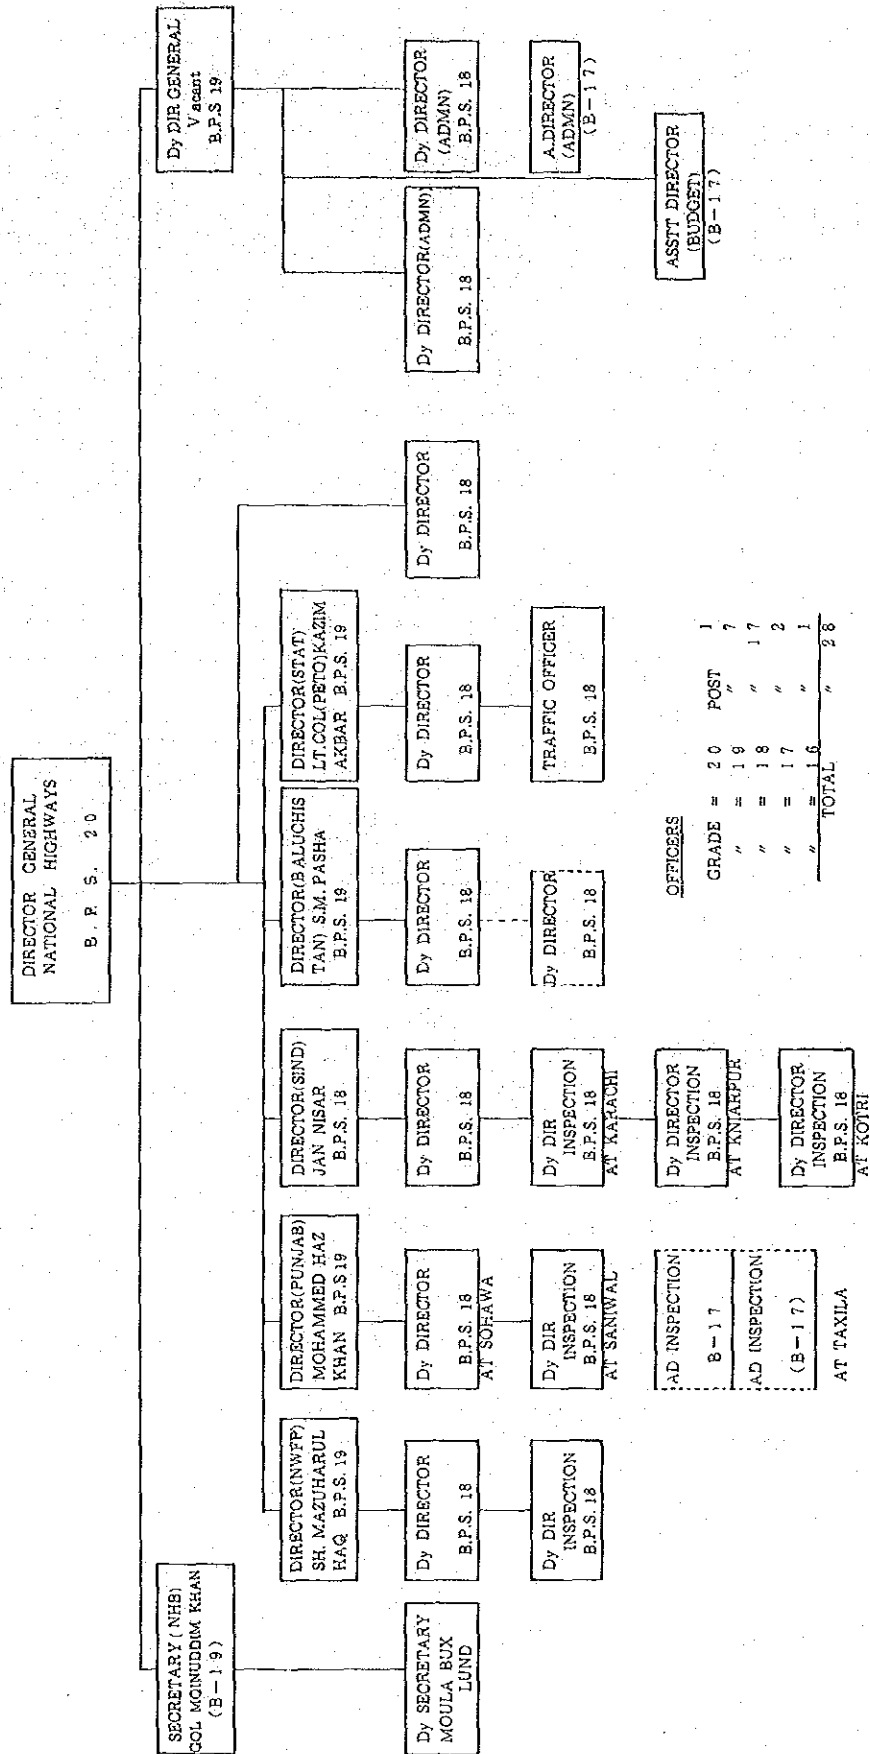 DIRECTOR GENERAL
NATIONAL HIGHWAYS
B. P. S. 20
SECRETARY (NHB)
GOL MOINUDDIM KHAN
(B-19)
Dy SECRETARY
MOULA BUX
LUND
DIRECTOR(NWFP)
SH. MAZUHARUL
HAQ B.P.S. 19
Dy DIRECTOR
B.P.S. 18
Dy DIR
INSPECTION
B.P.S. 18
DIRECTOR(PUNJAB)
MOHAMMED HAZ
KHAN B.P.S 19
Dy DIRECTOR
B.P.S. 18
AT SOHAWA
Dy DIR
INSPECTION
B.P.S. 18
AT SANIWAL
AD INSPECTION
B-17
AD INSPECTION
(B-17)
AT TAXILA
DIRECTOR(SIND)
JAN NISAR
B.P.S. 18
Dy DIRECTOR
B.P.S. 18
Dy DIR
INSPECTION
B.P.S. 18
AT KARACHI
Dy DIRECTOR
INSPECTION
B.P.S. 18
AT KNIARPUR
Dy DIRECTOR
INSPECTION
B.P.S. 18
AT KOTRI
DIRECTOR(BALUCHIS
TAN) S.M. PASHA
B.P.S. 19
Dy DIRECTOR
B.P.S. 18
Dy DIRECTOR
B.P.S. 18
DIRECTOR(STAT)
LT.COL(PETO)KAZIM
AKBAR B.P.S. 19
Dy DIRECTOR
B.P.S. 18
TRAFFIC OFFICER
B.P.S. 18
Dy DIRECTOR
B.P.S. 18
Dy DIR GENERAL
Vacant
B.P.S 19
Dy DIRECTOR(ADMN)
B.P.S. 18
Dy. DIRECTOR
(ADMN)
B.P.S. 18
A.DIRECTOR
(ADMN)
(B-17)
ASSTT DIRECTOR
(BUDGET)
(B-17)
OFFICERS
GRADE = 20 POST 1
" = 19 " 7
" = 18 " 17
" = 17 " 2
" = 16 " 1
TOTAL " 28